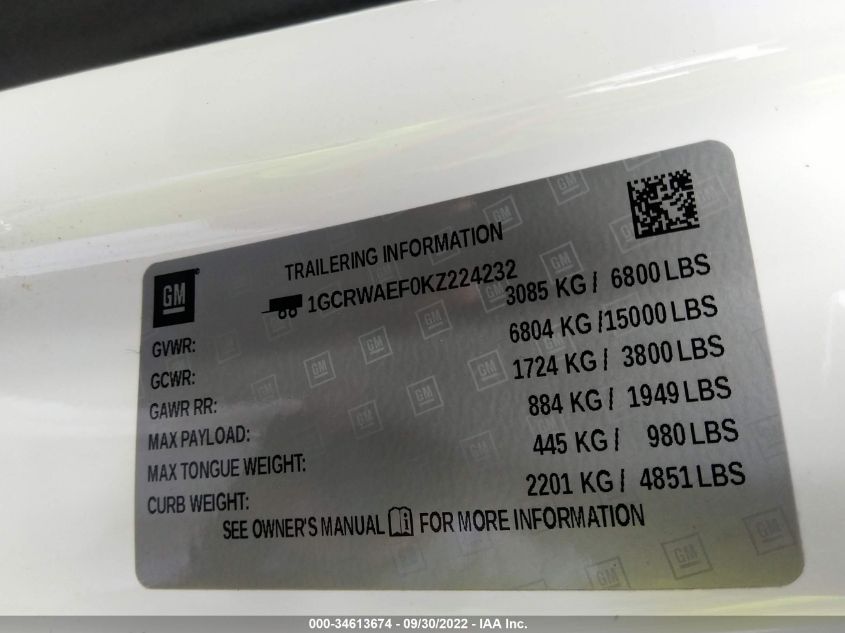 TRAILERING INFORMATION
GM
1GCRWAEF0KZ224232
GVWR: 3085 KG / 6800 LBS
GCWR: 6804 KG /15000 LBS
GAWR RR: 1724 KG / 3800 LBS
MAX PAYLOAD: 884 KG / 1949 LBS
MAX TONGUE WEIGHT: 445 KG / 980 LBS
CURB WEIGHT: 2201 KG / 4851 LBS
SEE OWNER'S MANUAL FOR MORE INFORMATION
000-34613674 - 09/30/2022 - IAA Inc.